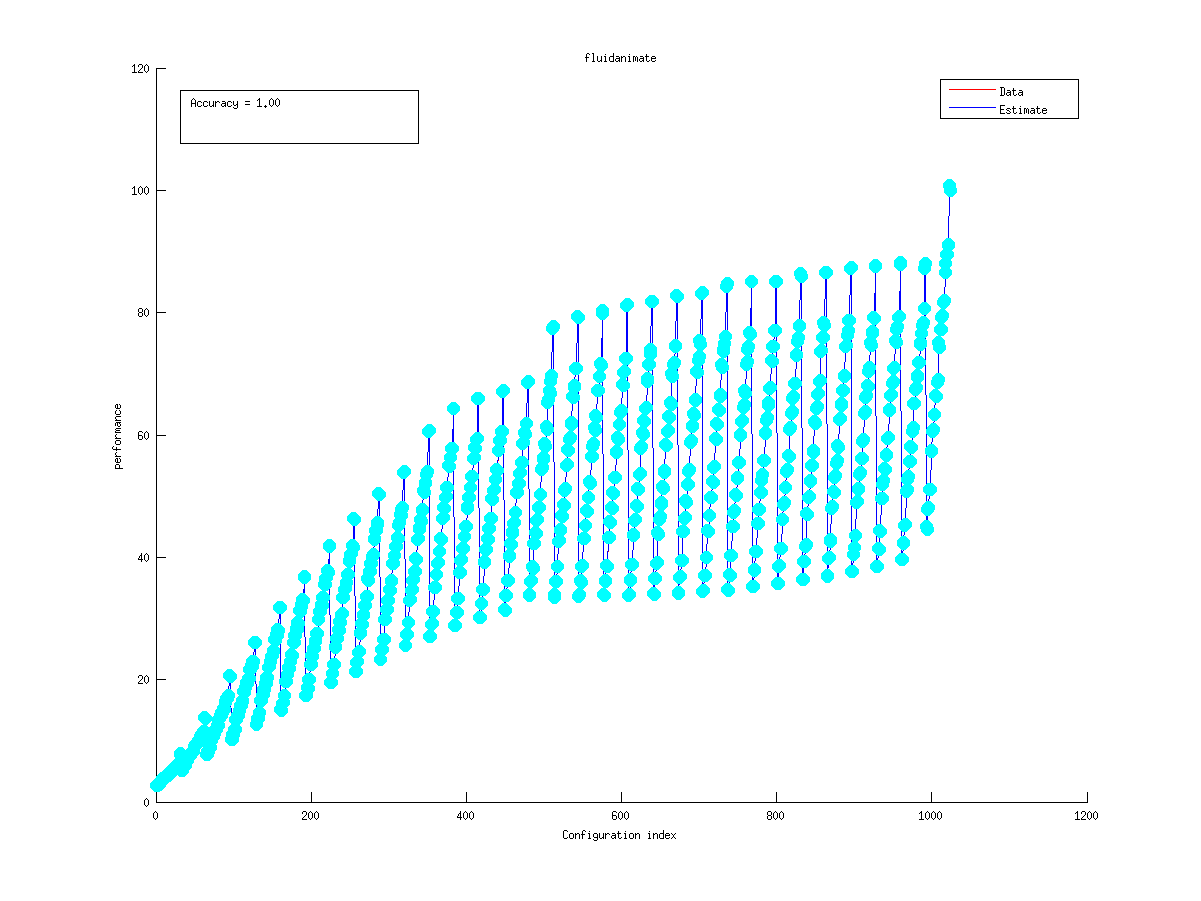 fluidanimate
Accuracy = 1.00
Data
Estimate
performance
120
100
80
60
40
20
0
0 200 400 600 800 1000 1200
Configuration index